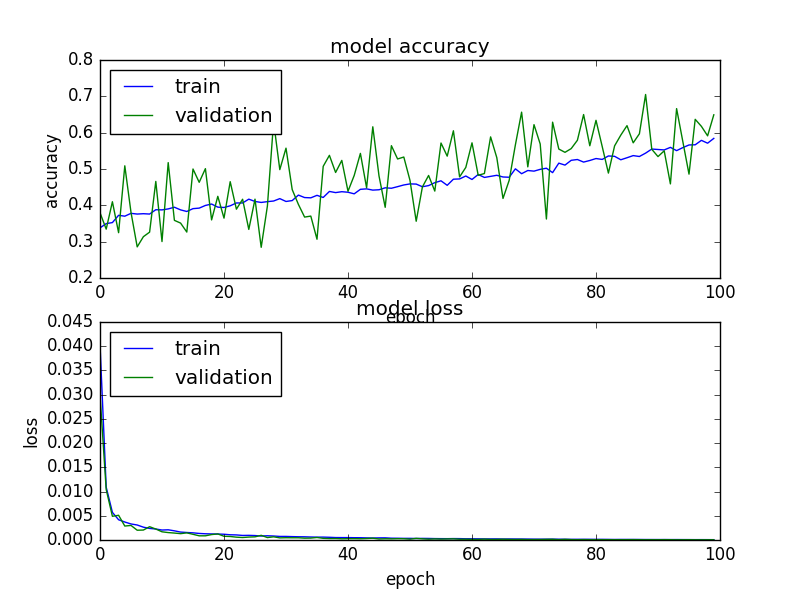 model accuracy
0.8
0.7
0.6
0.5
0.4
0.3
0.2
accuracy
train
validation
0 20 40 60 80 100
epoch
model loss
0.045
0.040
0.035
0.030
0.025
0.020
0.015
0.010
0.005
0.000
loss
train
validation
0 20 40 60 80 100
epoch